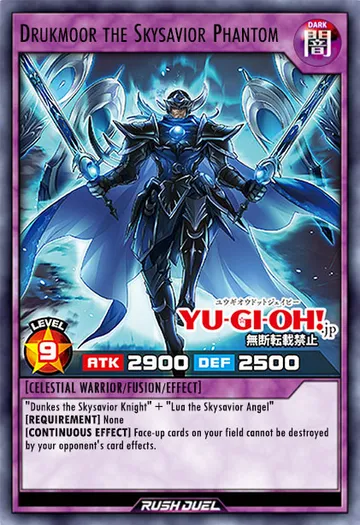 DRUKMOOR THE SKYSAVIOR PHANTOM
DARK
闇
ユウギオウドットジェイピー
YU-GI-OH!.jp
無断転載禁止
LEVEL
9
ATK 2900 DEF 2500
[CELESTIAL WARRIOR/FUSION/EFFECT]
"Dunkes the Skysavior Knight" + "Lua the Skysavior Angel"
[REQUIREMENT] None
[CONTINUOUS EFFECT] Face-up cards on your field cannot be destroyed
by your opponent's card effects.
RUSH DUEL